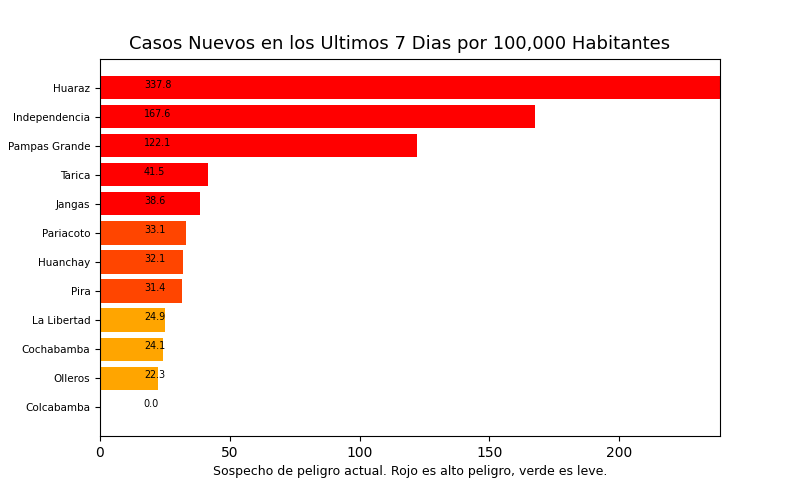 Casos Nuevos en los Ultimos 7 Dias por 100,000 Habitantes
Huaraz 337.8
Independencia 167.6
Pampas Grande 122.1
Tarica 41.5
Jangas 38.6
Pariacoto 33.1
Huanchay 32.1
Pira 31.4
La Libertad 24.9
Cochabamba 24.1
Olleros 22.3
Colcabamba 0.0
0 50 100 150 200
Sospecho de peligro actual. Rojo es alto peligro, verde es leve.